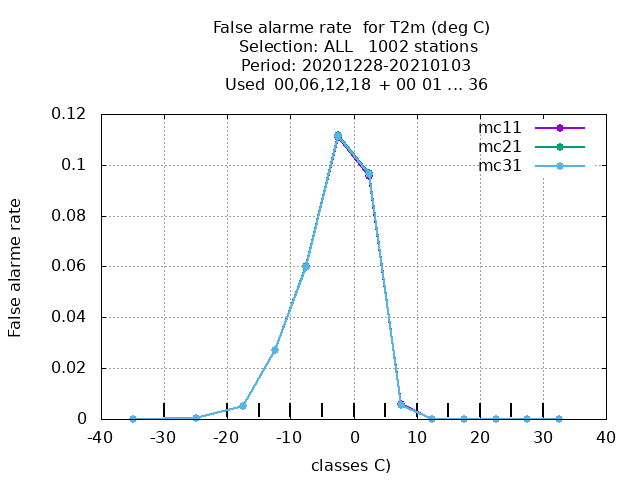 False alarme rate  for T2m (deg C)
Selection: ALL   1002 stations
Period: 20201228-20210103
Used  00,06,12,18  + 00 01 ... 36
mc11
mc21
mc31
False alarme rate
0.12
0.1
0.08
0.06
0.04
0.02
0
-40 -30 -20 -10 0 10 20 30 40
classes C)